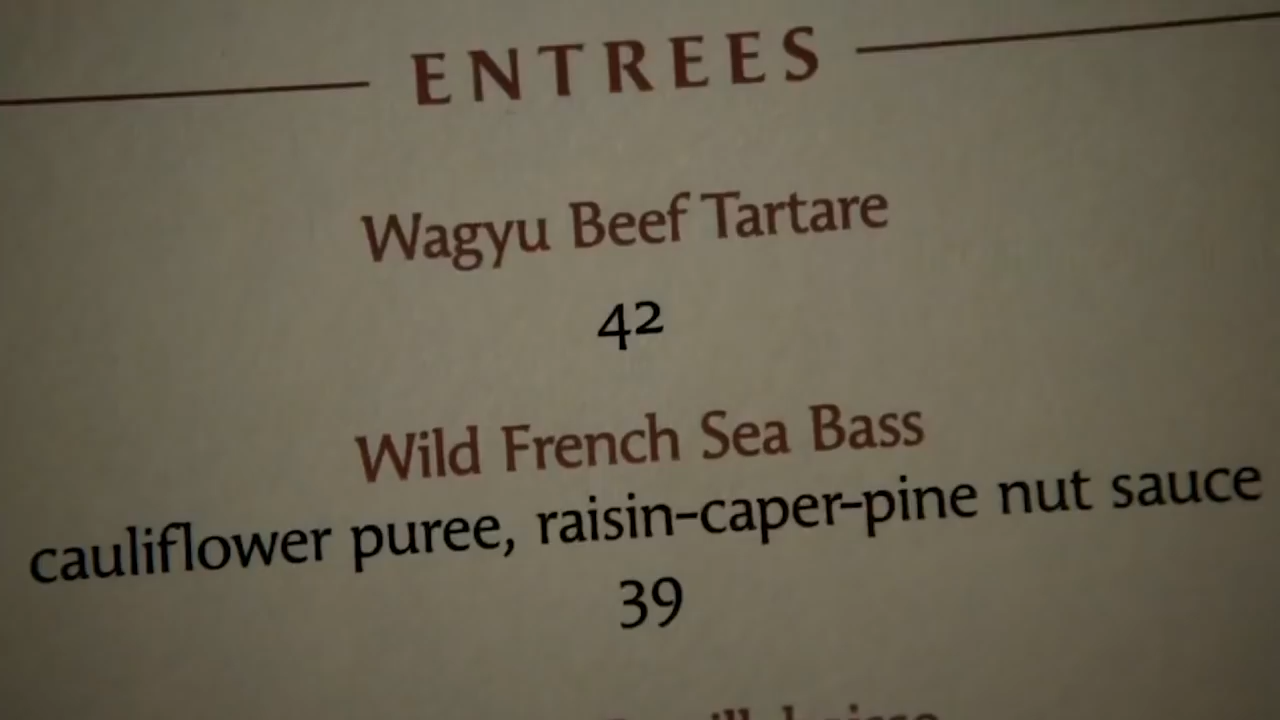 ENTREES
Wagyu Beef Tartare
42
Wild French Sea Bass
cauliflower puree, raisin-caper-pine nut sauce
39